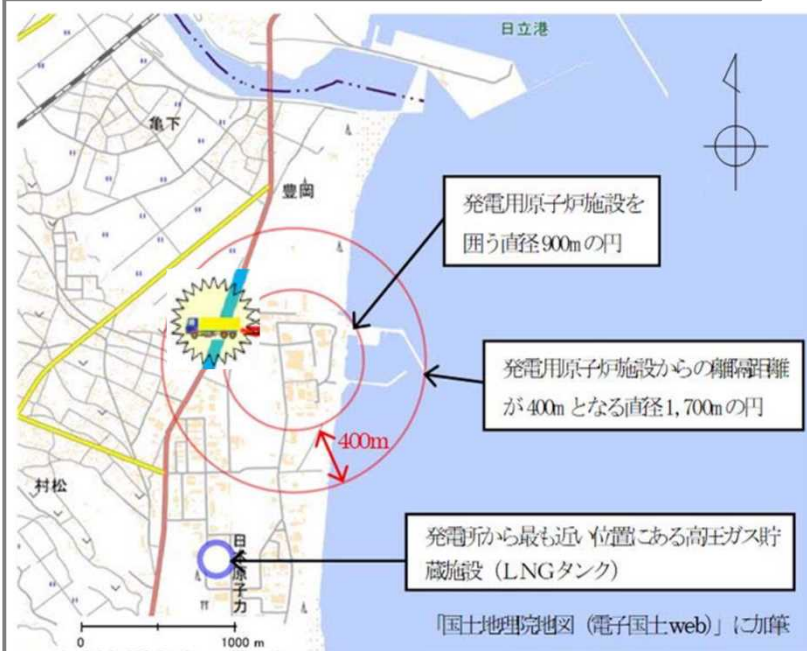 日立港
亀下
豊岡
発電用原子炉施設を
囲う直径900mの円
発電用原子炉施設からの離隔距離
が400mとなる直径1,700mの円
400m
村松
発電所から最も近い位置にある高圧ガス貯
蔵施設（LNGタンク）
「国土地理院地図（電子国土web）」に加筆
0
1000 m